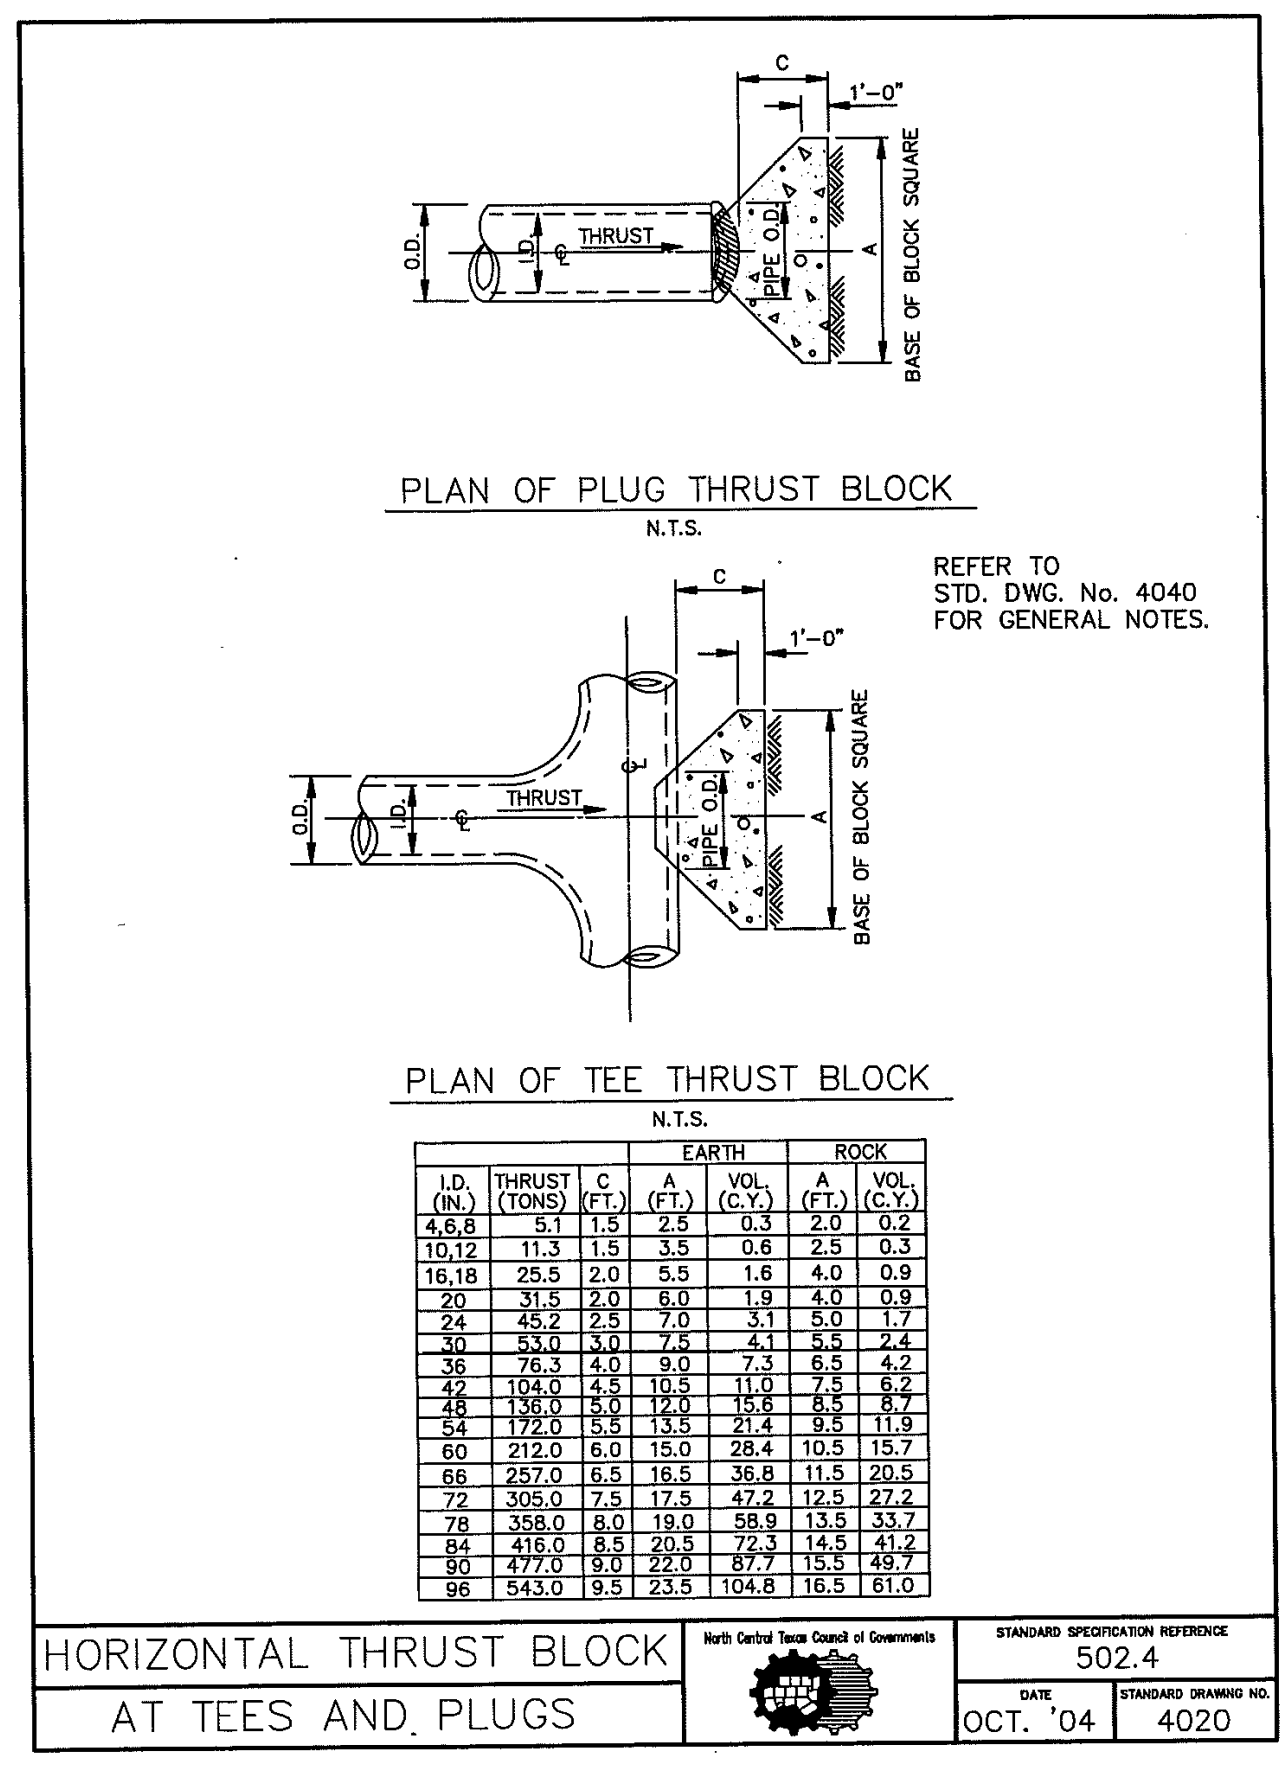 C
1'-0"
O.D.
I.D.
℄
THRUST
PIPE O.D.
A
BASE OF BLOCK SQUARE
PLAN OF PLUG THRUST BLOCK
N.T.S.
REFER TO
STD. DWG. No. 4040
FOR GENERAL NOTES.
C
1'-0"
℄
O.D.
I.D.
℄
THRUST
PIPE O.D.
A
BASE OF BLOCK SQUARE
PLAN OF TEE THRUST BLOCK
N.T.S.
EARTH ROCK
I.D. THRUST C A VOL. A VOL.
(IN.) (TONS) (FT.) (FT.) (C.Y.) (FT.) (C.Y.)
4,6,8 5.1 1.5 2.5 0.3 2.0 0.2
10,12 11.3 1.5 3.5 0.6 2.5 0.3
16,18 25.5 2.0 5.5 1.6 4.0 0.9
20 31.5 2.0 6.0 1.9 4.0 0.9
24 45.2 2.5 7.0 3.1 5.0 1.7
30 53.0 3.0 7.5 4.1 5.5 2.4
36 76.3 4.0 9.0 7.3 6.5 4.2
42 104.0 4.5 10.5 11.0 7.5 6.2
48 136.0 5.0 12.0 15.6 8.5 8.7
54 172.0 5.5 13.5 21.4 9.5 11.9
60 212.0 6.0 15.0 28.4 10.5 15.7
66 257.0 6.5 16.5 36.8 11.5 20.5
72 305.0 7.5 17.5 47.2 12.5 27.2
78 358.0 8.0 19.0 58.9 13.5 33.7
84 416.0 8.5 20.5 72.3 14.5 41.2
90 477.0 9.0 22.0 87.7 15.5 49.7
96 543.0 9.5 23.5 104.8 16.5 61.0
HORIZONTAL THRUST BLOCK
AT TEES AND PLUGS
North Central Texas Council of Governments
STANDARD SPECIFICATION REFERENCE
502.4
DATE
OCT. '04
STANDARD DRAWING NO.
4020